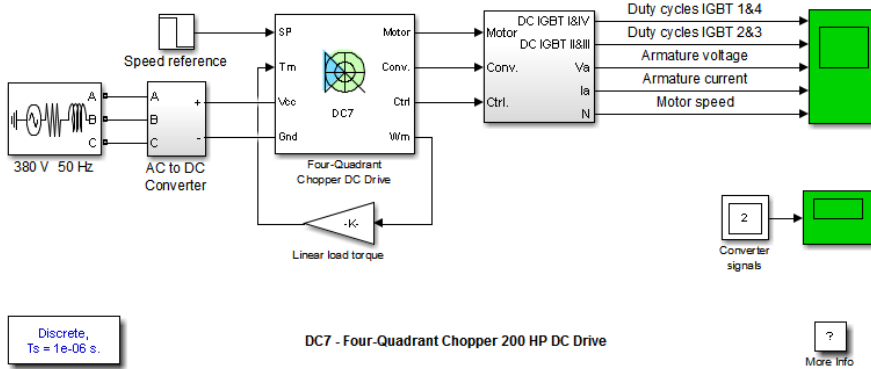 Speed reference
A
B
C
380 V 50 Hz
A
B
C
+
-
AC to DC
Converter
SP
Tm
Vcc
Gnd
DC7
Motor
Conv.
Ctrl
Wm
Four-Quadrant
Chopper DC Drive
-K-
Linear load torque
Motor
Conv.
Ctrl.
DC IGBT I&IV
DC IGBT II&III
Va
Ia
N
Duty cycles IGBT 1&4
Duty cycles IGBT 2&3
Armature voltage
Armature current
Motor speed
2
Converter
signals
Discrete,
Ts = 1e-06 s.
DC7 - Four-Quadrant Chopper 200 HP DC Drive
?
More Info